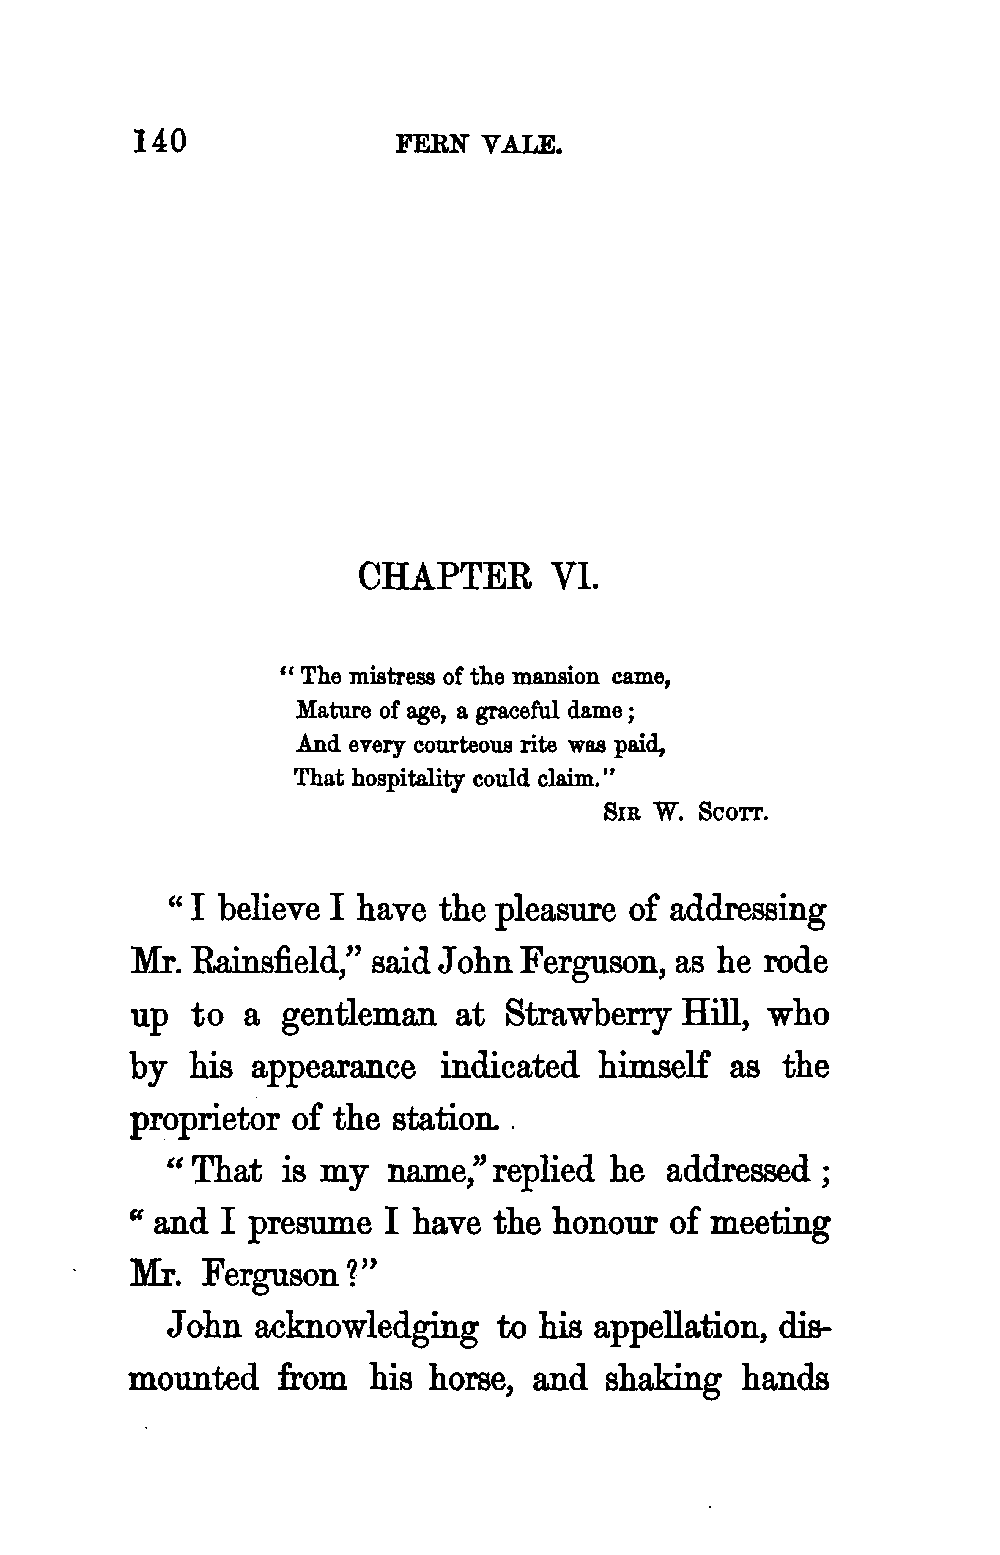 140 FERN VALE.
CHAPTER VI.
“ The mistress of the mansion came,
Mature of age, a graceful dame ;
And every courteous rite was paid,
That hospitality could claim."
SIR W. SCOTT.
“ I believe I have the pleasure of addressing
Mr. Rainsfield,” said John Ferguson, as he rode
up to a gentleman at Strawberry Hill, who
by his appearance indicated himself as the
proprietor of the station.
“ That is my name,” replied he addressed ;
“ and I presume I have the honour of meeting
Mr. Ferguson ?”
John acknowledging to his appellation, dis-
mounted from his horse, and shaking hands